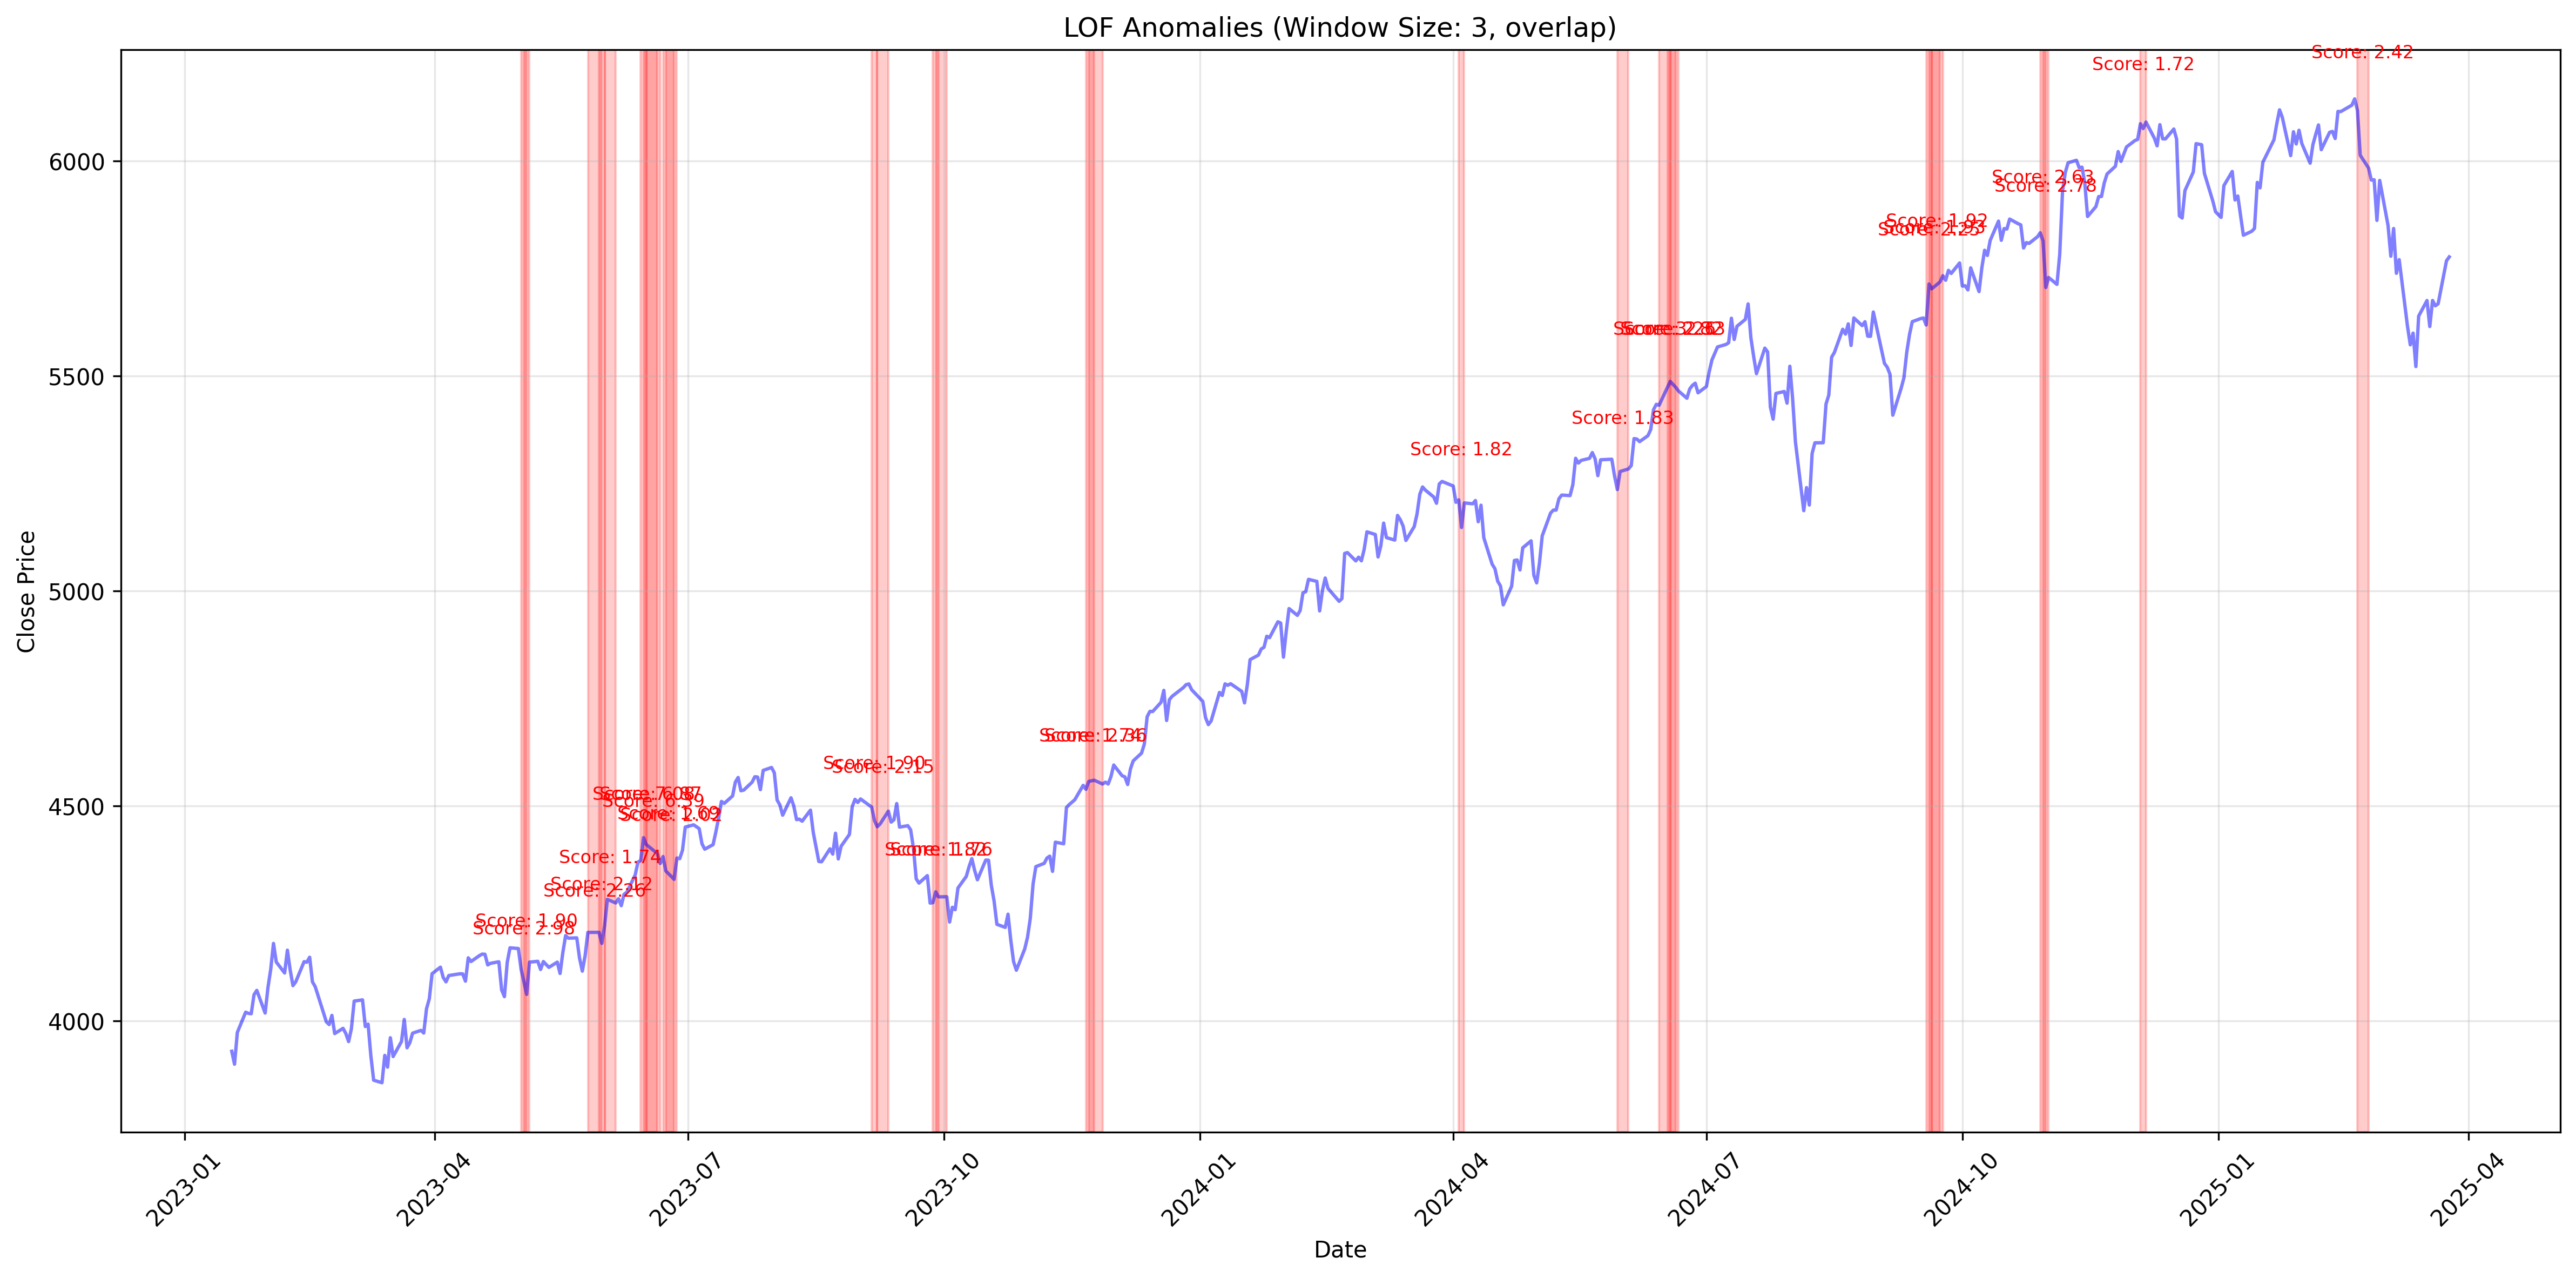 LOF Anomalies (Window Size: 3, overlap)
Score: 2.42
Score: 1.72
6000
Score: 2.63
Score: 2.78
Score: 1.92
5500
Score: 1.83
Score: 1.82
Close Price
5000
Score: 1.90
Score: 2.15
4500
Score: 1.74
Score: 2.12
Score: 2.26
Score: 1.90
Score: 2.98
4000
2023-01
2023-04
2023-07
2023-10
2024-01
2024-04
2024-07
2024-10
2025-01
2025-04
Date